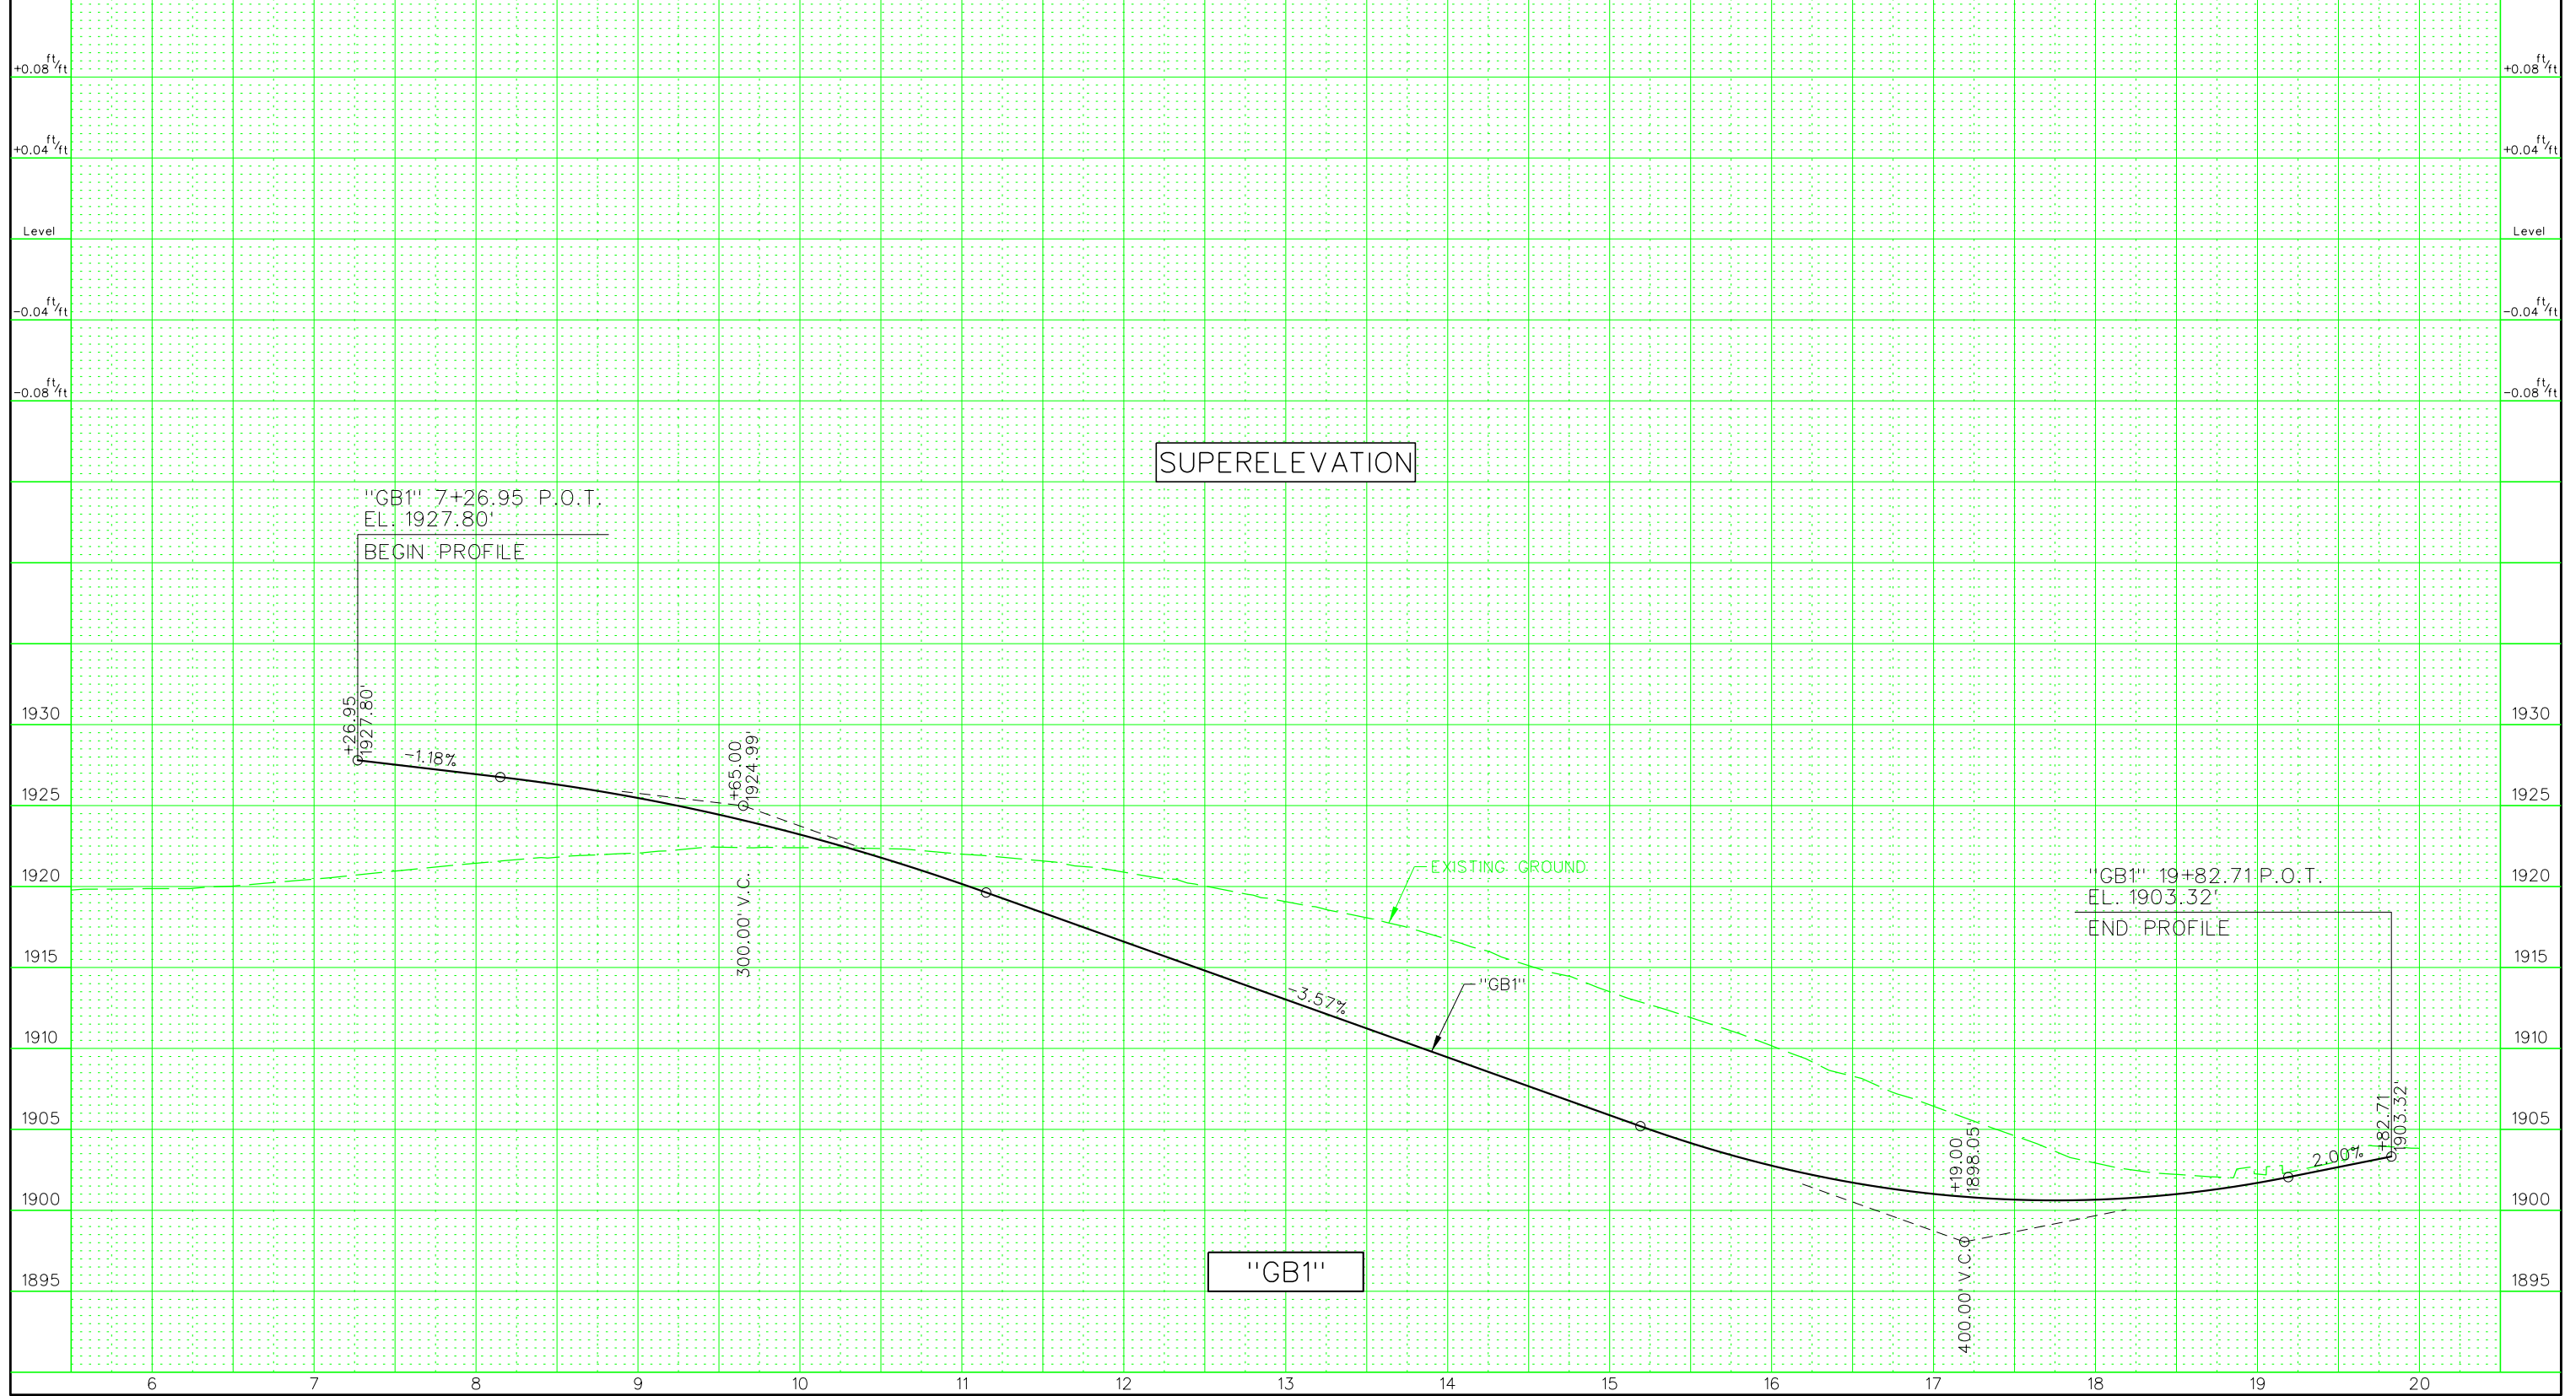 +0.08 ft/ft
+0.08 ft/ft
+0.04 ft/ft
+0.04 ft/ft
Level
Level
-0.04 ft/ft
-0.04 ft/ft
-0.08 ft/ft
-0.08 ft/ft
SUPERELEVATION
"GB1" 7+26.95 P.O.T.
EL. 1927.80'
BEGIN PROFILE
+26.95
1927.80'
-1.18%
+65.00
1924.99'
300.00' V.C.
EXISTING GROUND
-3.57%
"GB1"
"GB1" 19+82.71 P.O.T.
EL. 1903.32'
END PROFILE
+82.71
1903.32'
2.00%
+19.00
1898.05'
400.00' V.C.
"GB1"
1930
1930
1925
1925
1920
1920
1915
1915
1910
1910
1905
1905
1900
1900
1895
1895
6 7 8 9 10 11 12 13 14 15 16 17 18 19 20